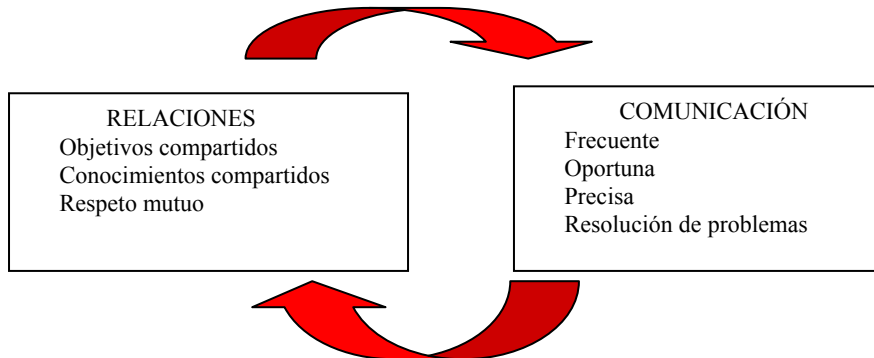 RELACIONES
Objetivos compartidos
Conocimientos compartidos
Respeto mutuo
COMUNICACIÓN
Frecuente
Oportuna
Precisa
Resolución de problemas